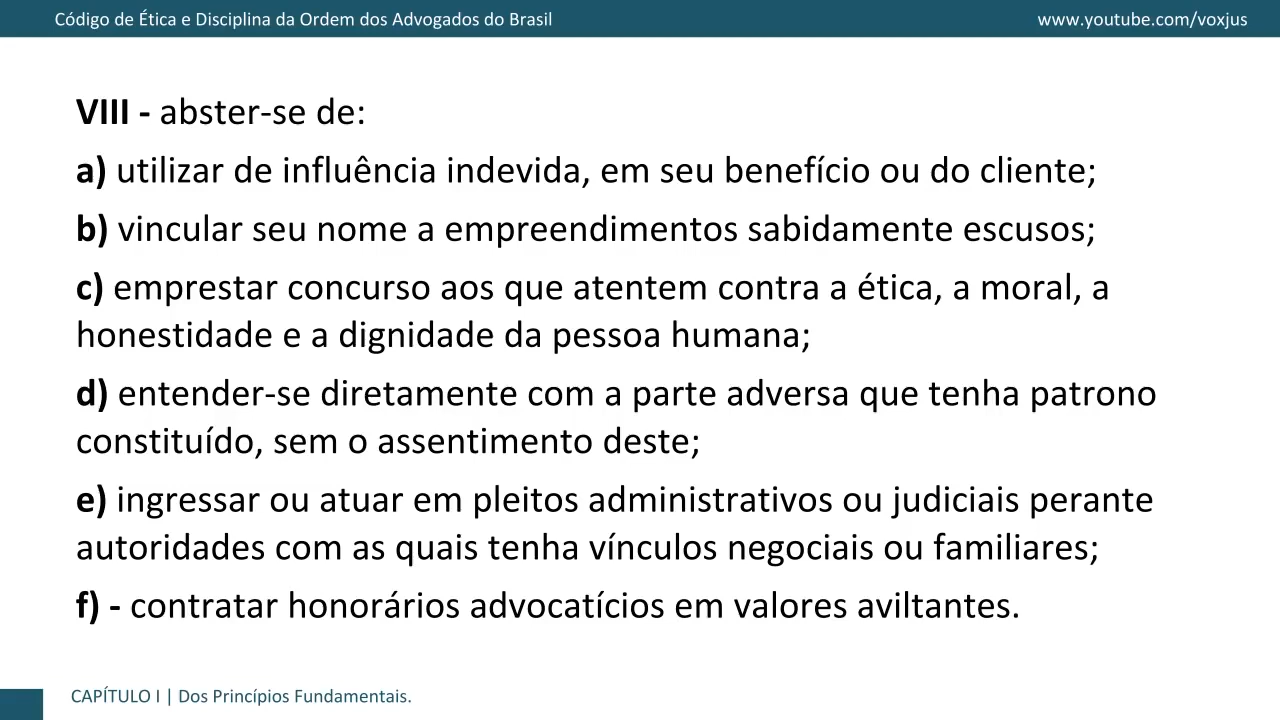 Código de Ética e Disciplina da Ordem dos Advogados do Brasil
www.youtube.com/voxjus
VIII - abster-se de:
a) utilizar de influência indevida, em seu benefício ou do cliente;
b) vincular seu nome a empreendimentos sabidamente escusos;
c) emprestar concurso aos que atentem contra a ética, a moral, a
honestidade e a dignidade da pessoa humana;
d) entender-se diretamente com a parte adversa que tenha patrono
constituído, sem o assentimento deste;
e) ingressar ou atuar em pleitos administrativos ou judiciais perante
autoridades com as quais tenha vínculos negociais ou familiares;
f) - contratar honorários advocatícios em valores aviltantes.
CAPÍTULO I | Dos Princípios Fundamentais.